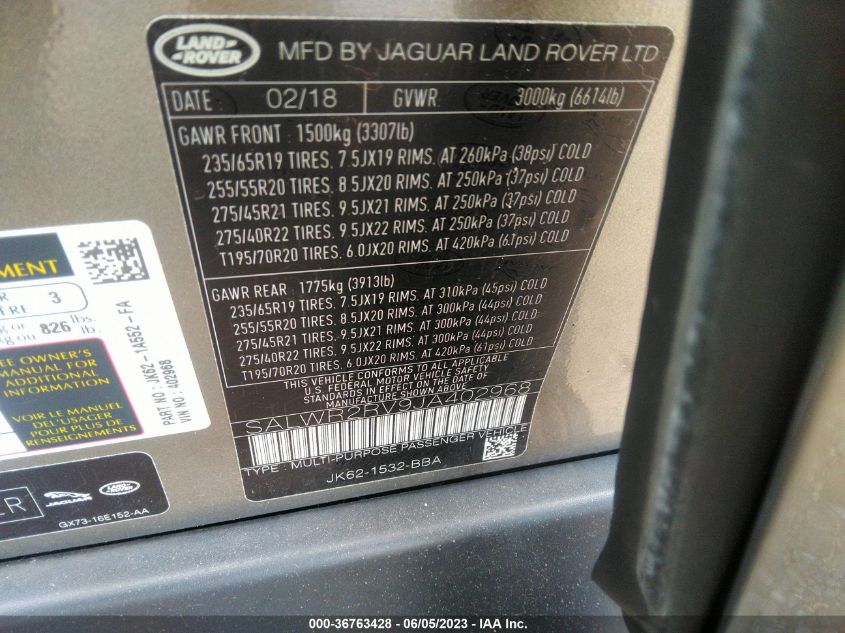 LAND
ROVER
MFD BY JAGUAR LAND ROVER LTD
DATE: 02/18 GVWR 3000kg (6614lb)
GAWR FRONT: 1500kg (3307lb)
235/65R19 TIRES. 7.5JX19 RIMS. AT 260kPa (38psi) COLD
255/55R20 TIRES. 8.5JX20 RIMS. AT 250kPa (37psi) COLD
275/45R21 TIRES. 9.5JX21 RIMS. AT 250kPa (37psi) COLD
275/40R22 TIRES. 9.5JX22 RIMS. AT 250kPa (37psi) COLD
T195/70R20 TIRES. 6.0JX20 RIMS. AT 420kPa (61psi) COLD
GAWR REAR: 1775kg (3913lb)
235/65R19 TIRES. 7.5JX19 RIMS. AT 310kPa (45psi) COLD
255/55R20 TIRES. 8.5JX20 RIMS. AT 300kPa (44psi) COLD
275/45R21 TIRES. 9.5JX21 RIMS. AT 300kPa (44psi) COLD
275/40R22 TIRES. 9.5JX22 RIMS. AT 300kPa (44psi) COLD
T195/70R20 TIRES. 6.0JX20 RIMS. AT 420kPa (61psi) COLD
THIS VEHICLE CONFORMS TO ALL APPLICABLE
U.S. FEDERAL MOTOR VEHICLE SAFETY
STANDARDS IN EFFECT ON THE DATE OF MANUFACTURE SHOWN ABOVE
SALWR2RV9JA402968
TYPE: MULTI-PURPOSE PASSENGER VEHICLE
JK62-1532-BBA
3
826 lbs.
ou lb.
SEE OWNER'S
MANUAL FOR
ADDITIONAL
INFORMATION
VOIR LE MANUEL
DE L'USAGER
POUR PLUS DE
RENSEIGNEMENTS
PART NO: JK62-1A552-FA
VIN NO: 402968
JAGUAR
LAND
ROVER
GX73-16E152-AA
000-36763428 - 06/05/2023 - IAA Inc.